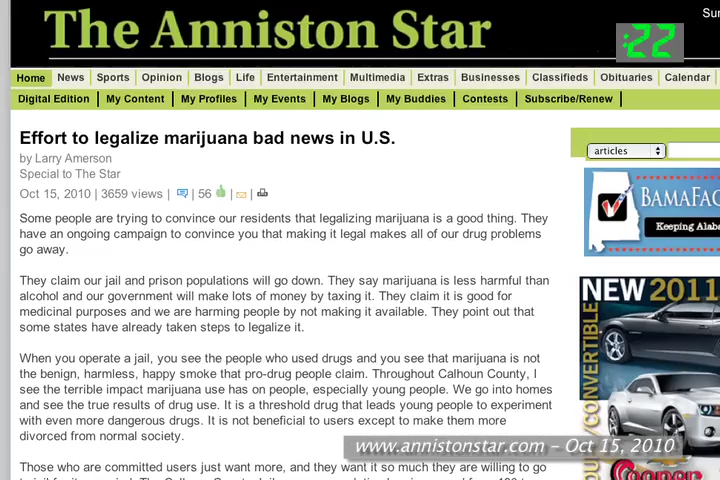 The Anniston Star
Sur
:22
Home News Sports Opinion Blogs Life Entertainment Multimedia Extras Businesses Classifieds Obituaries Calendar
Digital Edition My Content My Profiles My Events My Blogs My Buddies Contests Subscribe/Renew
Effort to legalize marijuana bad news in U.S.
by Larry Amerson
Special to The Star
Oct 15, 2010 | 3659 views | | 56 | |
articles
Some people are trying to convince our residents that legalizing marijuana is a good thing. They
have an ongoing campaign to convince you that making it legal makes all of our drug problems
go away.
They claim our jail and prison populations will go down. They say marijuana is less harmful than
alcohol and our government will make lots of money by taxing it. They claim it is good for
medicinal purposes and we are harming people by not making it available. They point out that
some states have already taken steps to legalize it.
When you operate a jail, you see the people who used drugs and you see that marijuana is not
the benign, harmless, happy smoke that pro-drug people claim. Throughout Calhoun County, I
see the terrible impact marijuana use has on people, especially young people. We go into homes
and see the true results of drug use. It is a threshold drug that leads young people to experiment
with even more dangerous drugs. It is not beneficial to users except to make them more
divorced from normal society.
Those who are committed users just want more, and they want it so much they are willing to go
BAMAFAC
Keeping Alaba
NEW 2011
CONVERTIBLE
Cooper
www.annistonstar.com – Oct 15, 2010